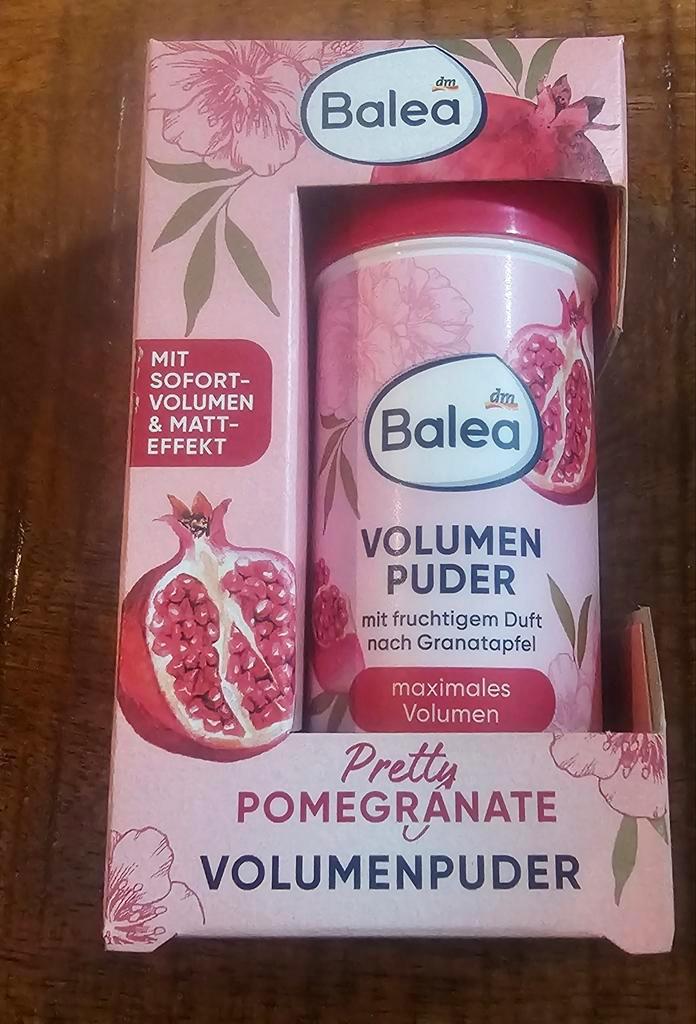 dm
Balea
MIT
SOFORT-
VOLUMEN
& MATT-
EFFEKT
dm
Balea
VOLUMEN
PUDER
mit fruchtigem Duft
nach Granatapfel
maximales
Volumen
Pretty
POMEGRANATE
VOLUMENPUDER